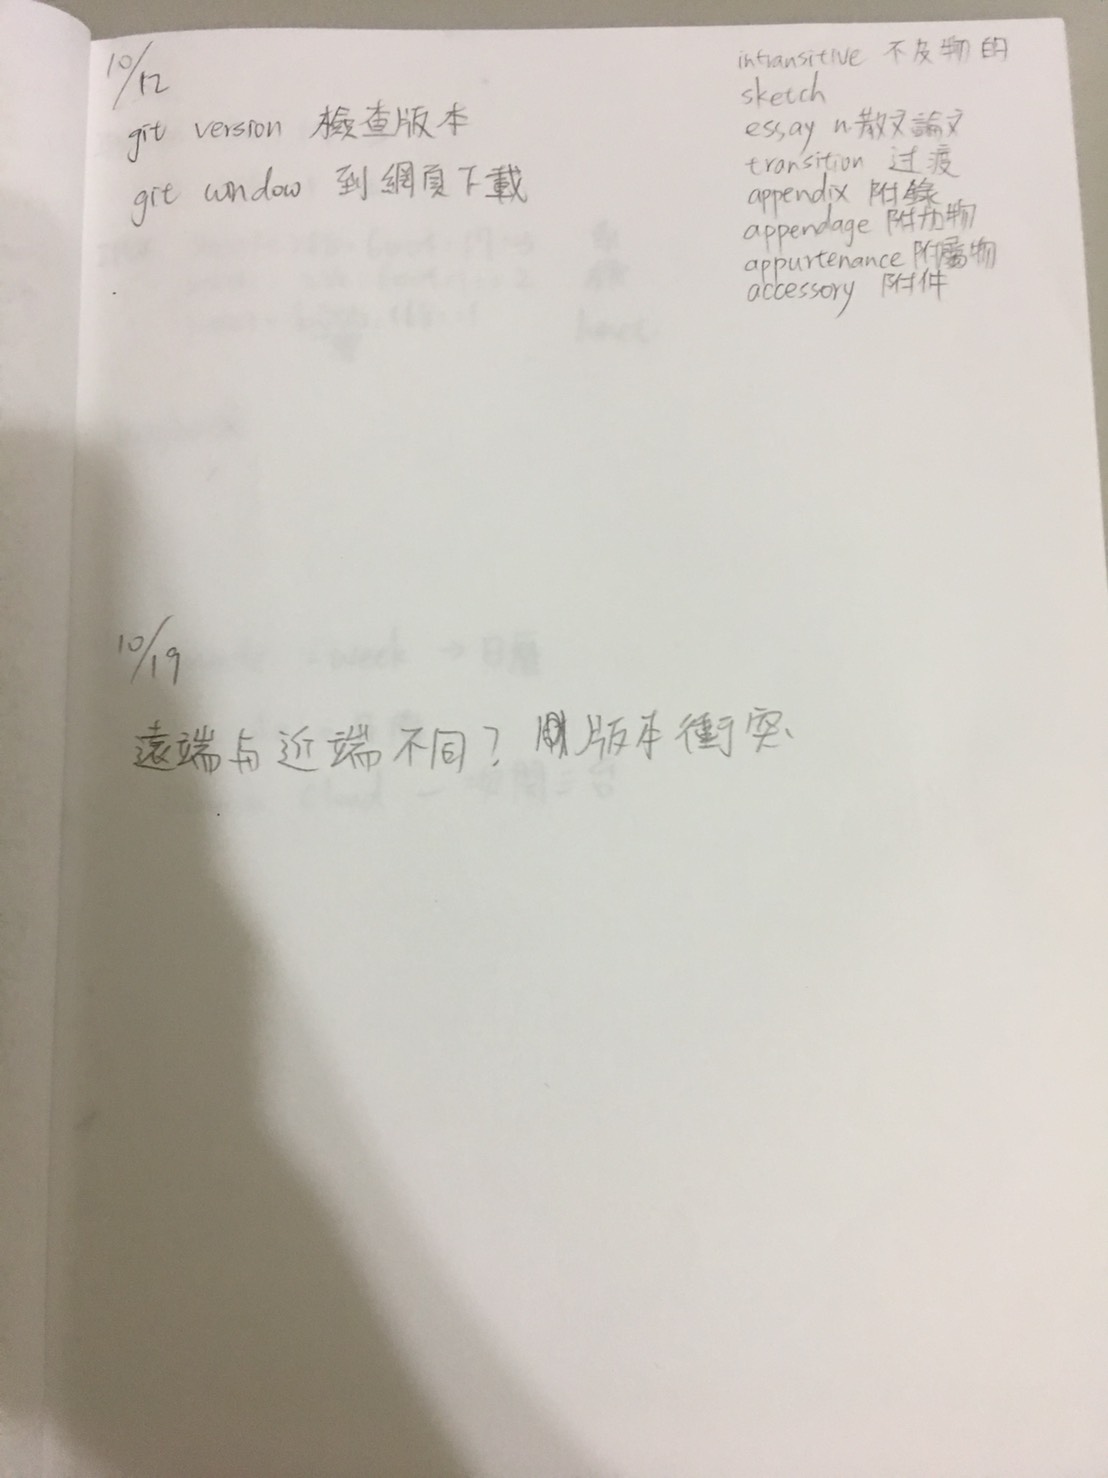 10/12
git version 檢查版本
git window 到網頁下載
intransitive 不及物的
sketch
essay n. 散文論文
transition 过渡
appendix 附錄
appendage 附加物
appurtenance 附屬物
accessory 附件
10/19
遠端与近端不同? 版本衝突